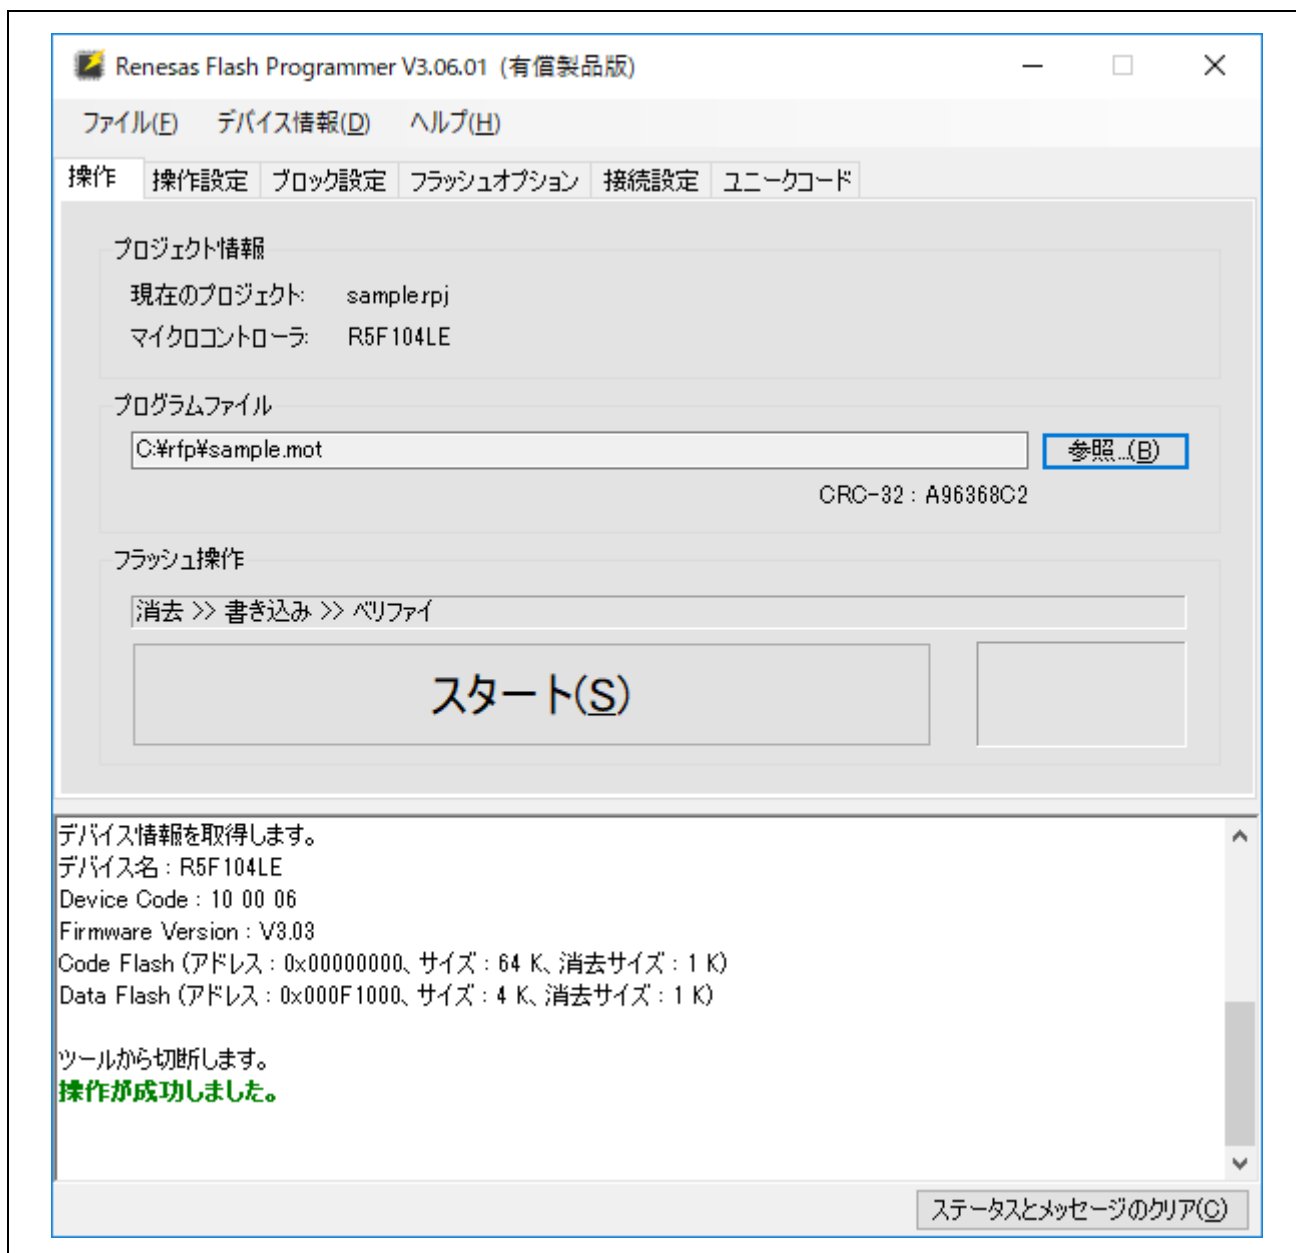 Renesas Flash Programmer V3.06.01 (有償製品版)
ファイル(F) デバイス情報(D) ヘルプ(H)
操作 操作設定 ブロック設定 フラッシュオプション 接続設定 ユニークコード
プロジェクト情報
現在のプロジェクト: sample.rpj
マイクロコントローラ: R5F104LE
プログラムファイル
C:¥rfp¥sample.mot 参照...(B)
CRC-32 : A96368C2
フラッシュ操作
消去 >> 書き込み >> ベリファイ
スタート(S)
デバイス情報を取得します。
デバイス名 : R5F104LE
Device Code : 10 00 06
Firmware Version : V3.03
Code Flash (アドレス : 0x00000000、サイズ : 64 K、消去サイズ : 1 K)
Data Flash (アドレス : 0x000F1000、サイズ : 4 K、消去サイズ : 1 K)
ツールから切断します。
操作が成功しました。
ステータスとメッセージのクリア(C)